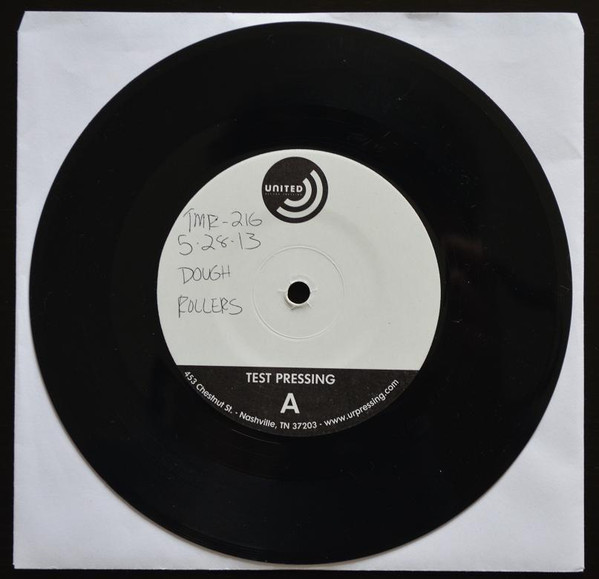 UNITED
TMR-216
5·28·13
DOUGH
ROLLERS
TEST PRESSING
A
453 Chestnut St. - Nashville, TN 37203 - www.urpressing.com